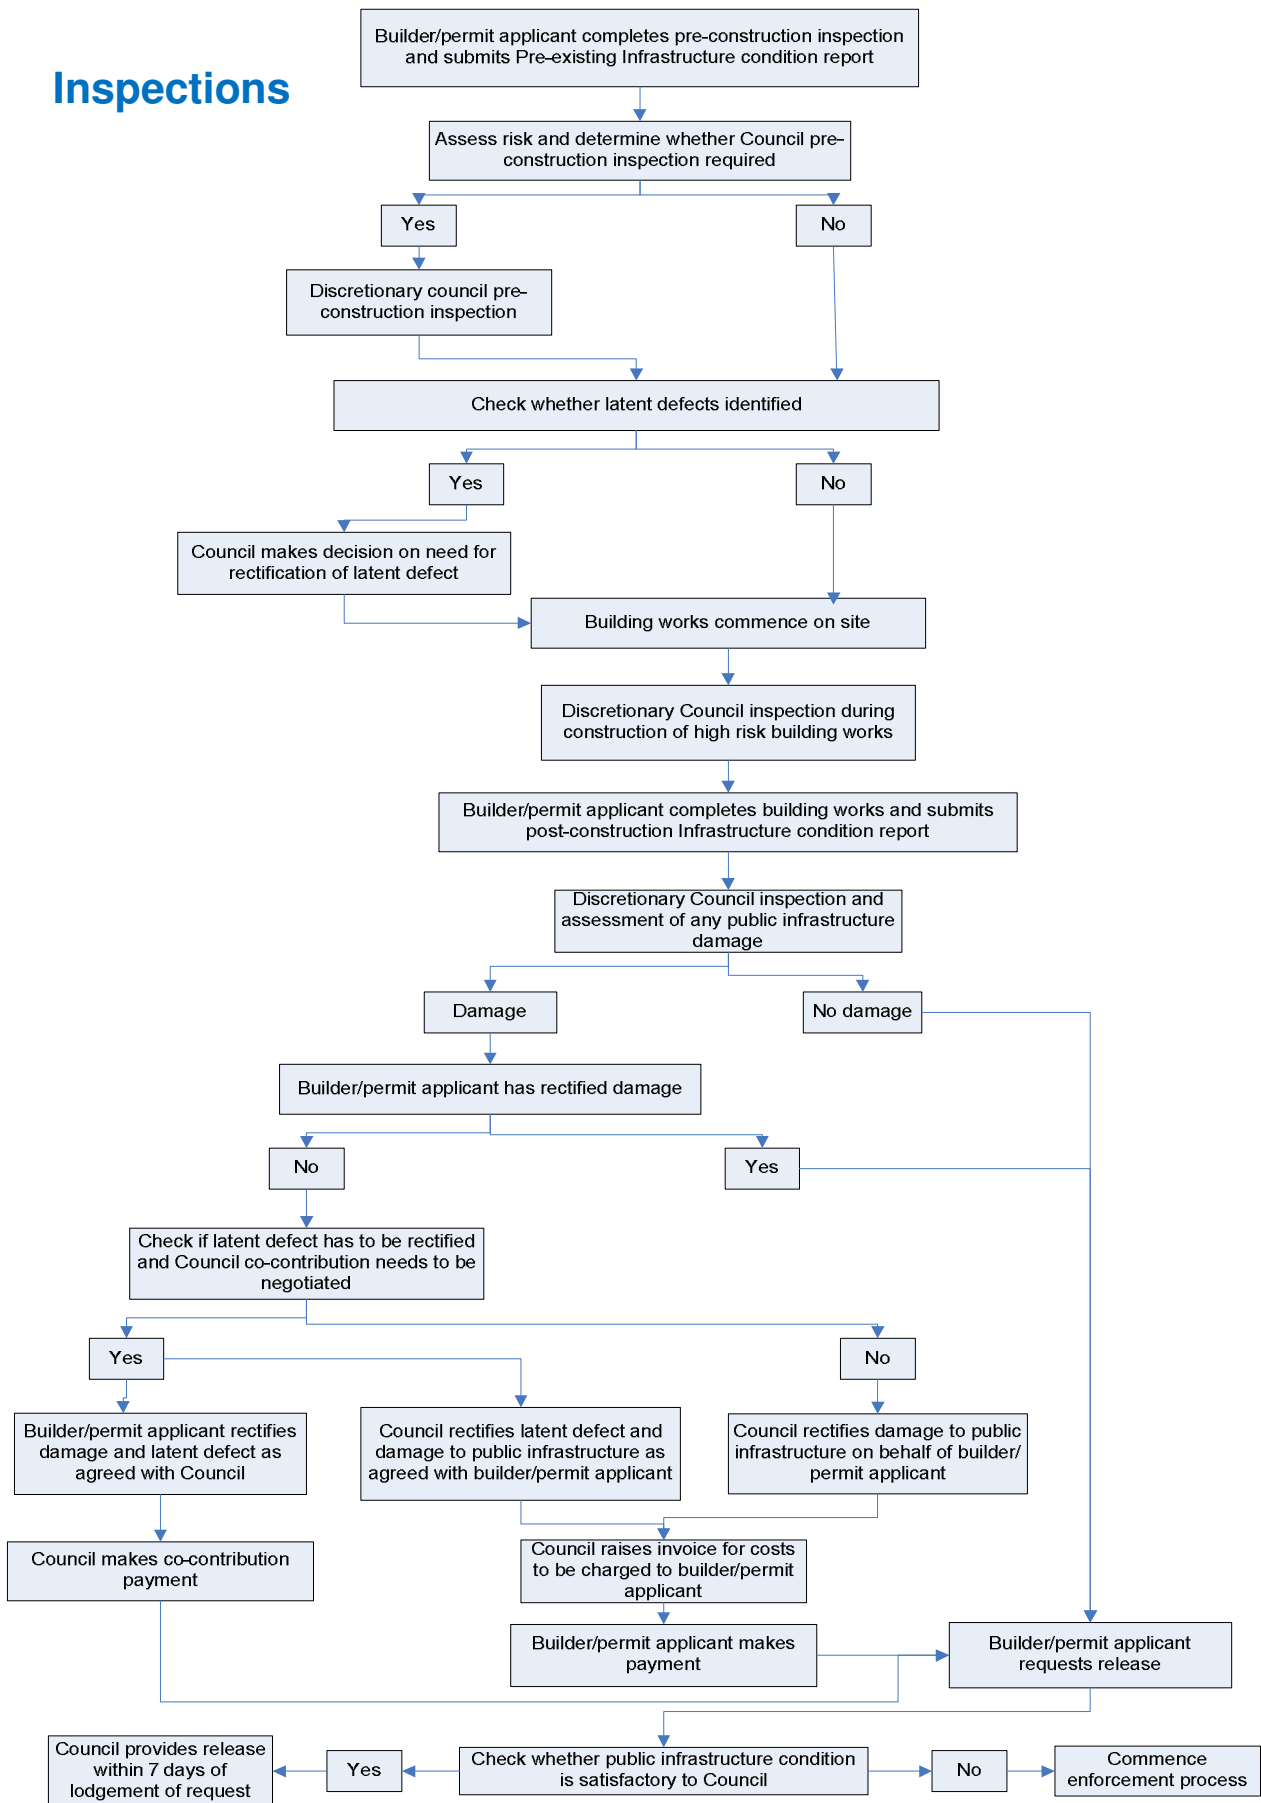 Inspections
Builder/permit applicant completes pre-construction inspection
and submits Pre-existing Infrastructure condition report
Assess risk and determine whether Council pre-
construction inspection required
Yes
No
Discretionary council pre-
construction inspection
Check whether latent defects identified
Yes
No
Council makes decision on need for
rectification of latent defect
Building works commence on site
Discretionary Council inspection during
construction of high risk building works
Builder/permit applicant completes building works and submits
post-construction Infrastructure condition report
Discretionary Council inspection and
assessment of any public infrastructure
damage
Damage
No damage
Builder/permit applicant has rectified damage
No
Yes
Check if latent defect has to be rectified
and Council co-contribution needs to be
negotiated
Yes
No
Builder/permit applicant rectifies
damage and latent defect as
agreed with Council
Council rectifies latent defect and
damage to public infrastructure as
agreed with builder/permit applicant
Council rectifies damage to public
infrastructure on behalf of builder/
permit applicant
Council makes co-contribution
payment
Council raises invoice for costs
to be charged to builder/permit
applicant
Builder/permit applicant makes
payment
Builder/permit applicant
requests release
Council provides release
within 7 days of
lodgement of request
Yes
Check whether public infrastructure condition
is satisfactory to Council
No
Commence
enforcement process